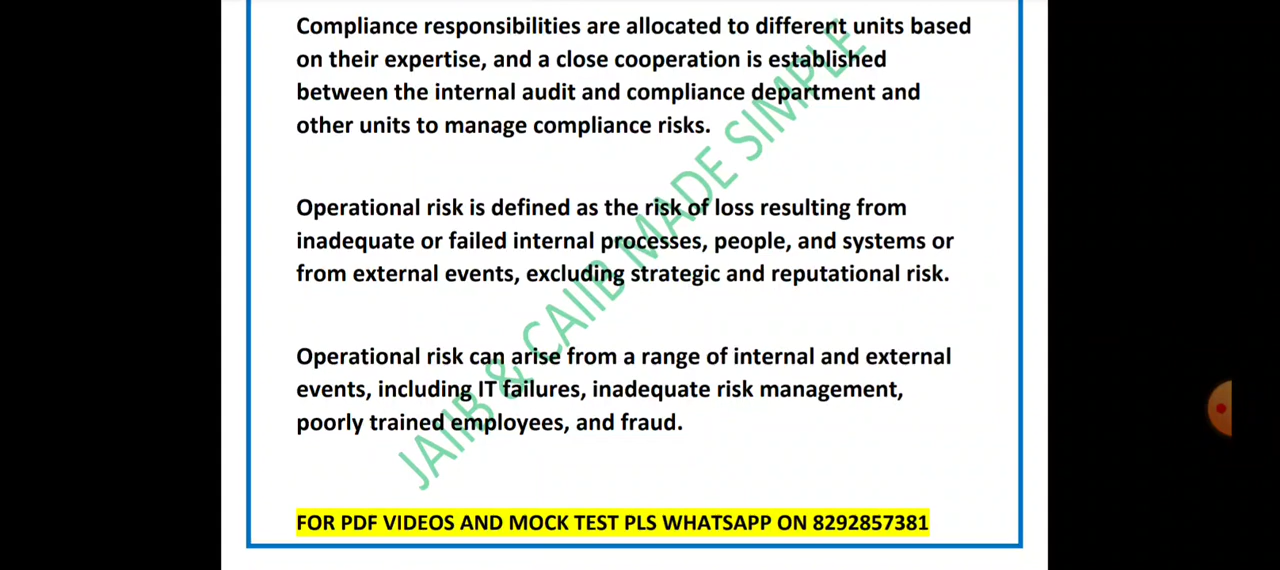 Compliance responsibilities are allocated to different units based
on their expertise, and a close cooperation is established
between the internal audit and compliance department and
other units to manage compliance risks.
Operational risk is defined as the risk of loss resulting from
inadequate or failed internal processes, people, and systems or
from external events, excluding strategic and reputational risk.
Operational risk can arise from a range of internal and external
events, including IT failures, inadequate risk management,
poorly trained employees, and fraud.
JAIIB & CAIIB MADE SIMPLE
FOR PDF VIDEOS AND MOCK TEST PLS WHATSAPP ON 8292857381